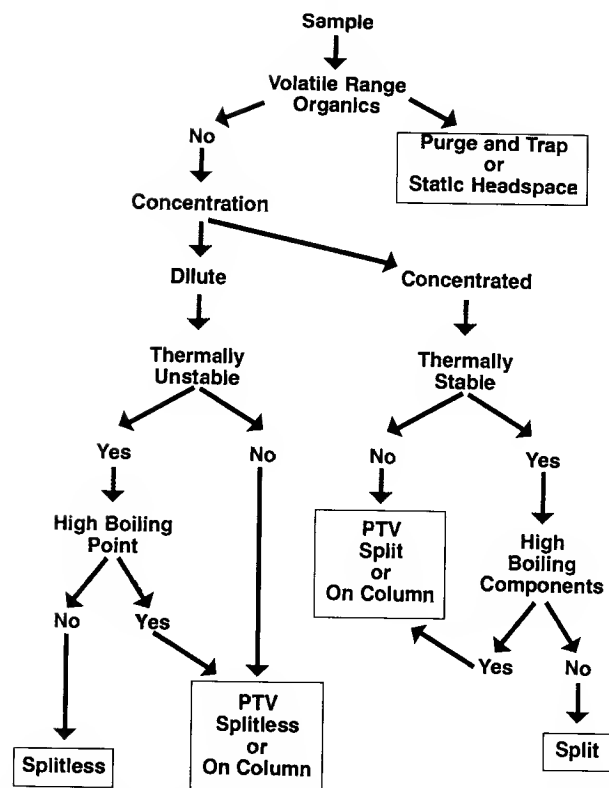 Sample
Volatile Range
Organics
No
Purge and Trap
or
Static Headspace
Concentration
Dilute
Concentrated
Thermally
Unstable
Thermally
Stable
Yes
No
No
Yes
High Boiling
Point
PTV
Split
or
On Column
High
Boiling
Components
No
Yes
Yes
No
PTV
Splitless
or
On Column
Splitless
Split